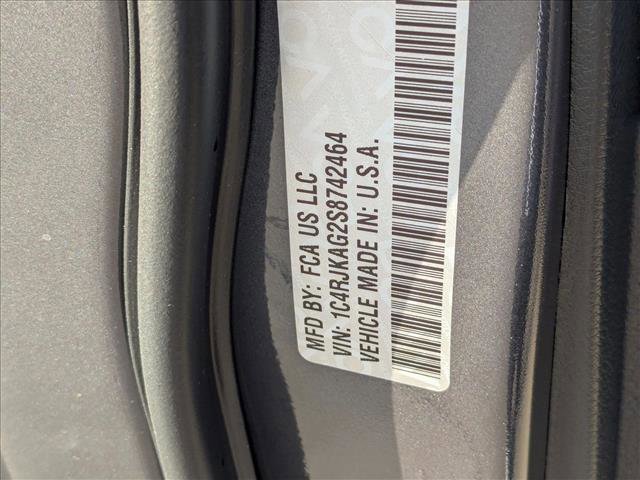 MFD BY: FCA US LLC
VIN: 1C4RJKAG2S8742464
VEHICLE MADE IN: U.S.A.